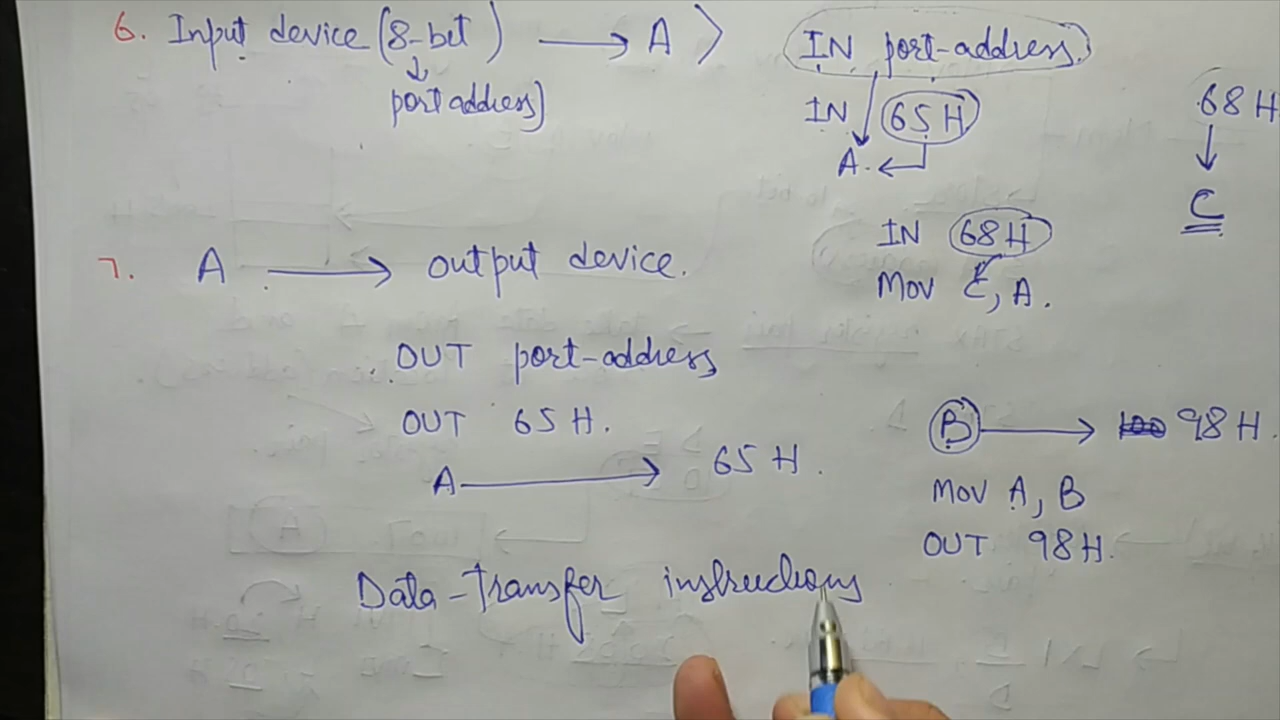 6. Input device (8-bit) → A > IN port-address.
↓
port address)
IN 65H
A. ←
68H
↓
C
IN 68H
Mov C, A.
7. A → output device.
OUT port-address
OUT 65H.
A → 65H.
B → 98H.
Mov A, B
OUT 98H.
Data-Transfer instructions